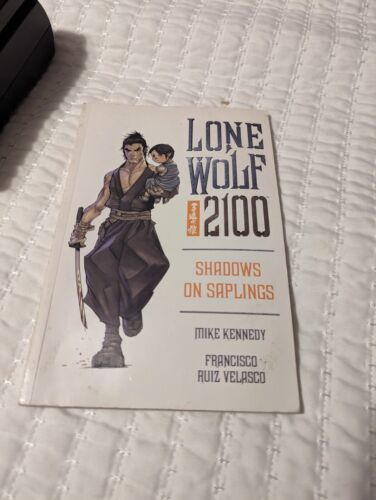 LONE
WOLF
2100
SHADOWS
ON SAPLINGS
MIKE KENNEDY
FRANCISCO
RUIZ VELASCO